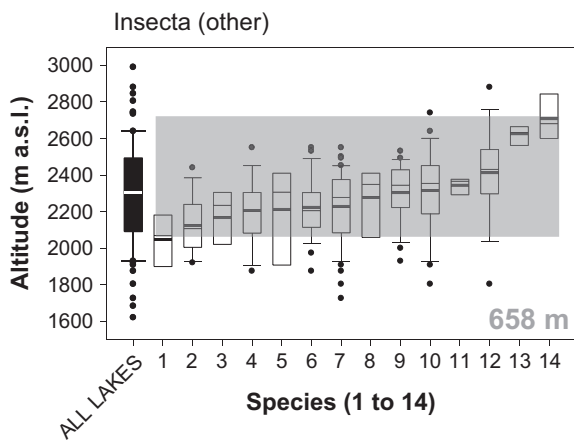 Insecta (other)
Altitude (m a.s.l.)
3000
2800
2600
2400
2200
2000
1800
1600
658 m
ALL LAKES 1 2 3 4 5 6 7 8 9 10 11 12 13 14
Species (1 to 14)